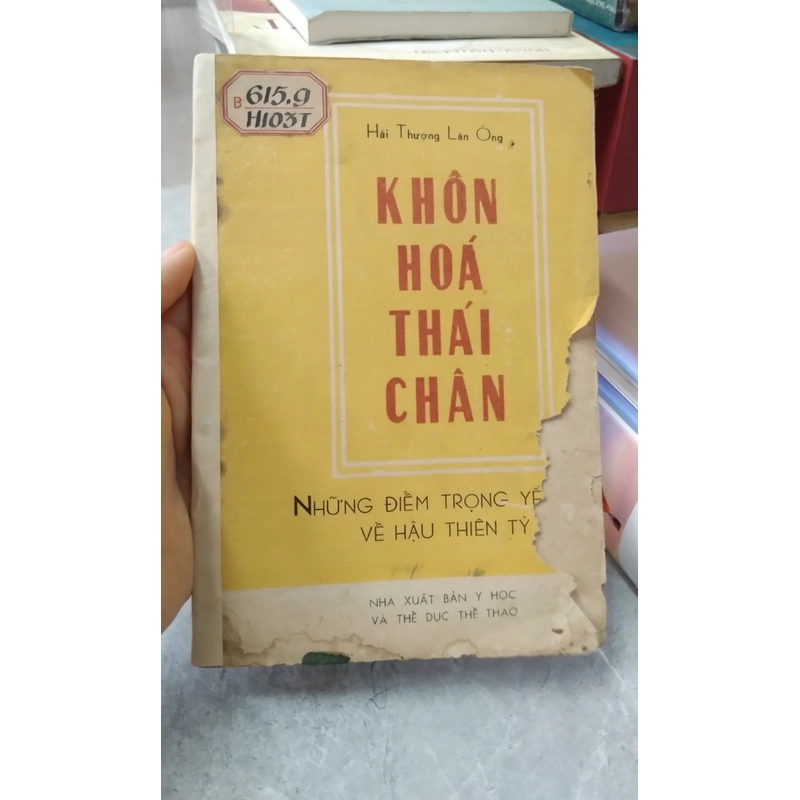 B 615.9
H103T
Hải Thượng Lãn Ông
KHÔN
HOÁ
THÁI
CHÂN
NHỮNG ĐIỂM TRỌNG YẾ
VỀ HẬU THIÊN TỲ
NHÀ XUẤT BẢN Y HỌC
VÀ THỂ DỤC THỂ THAO